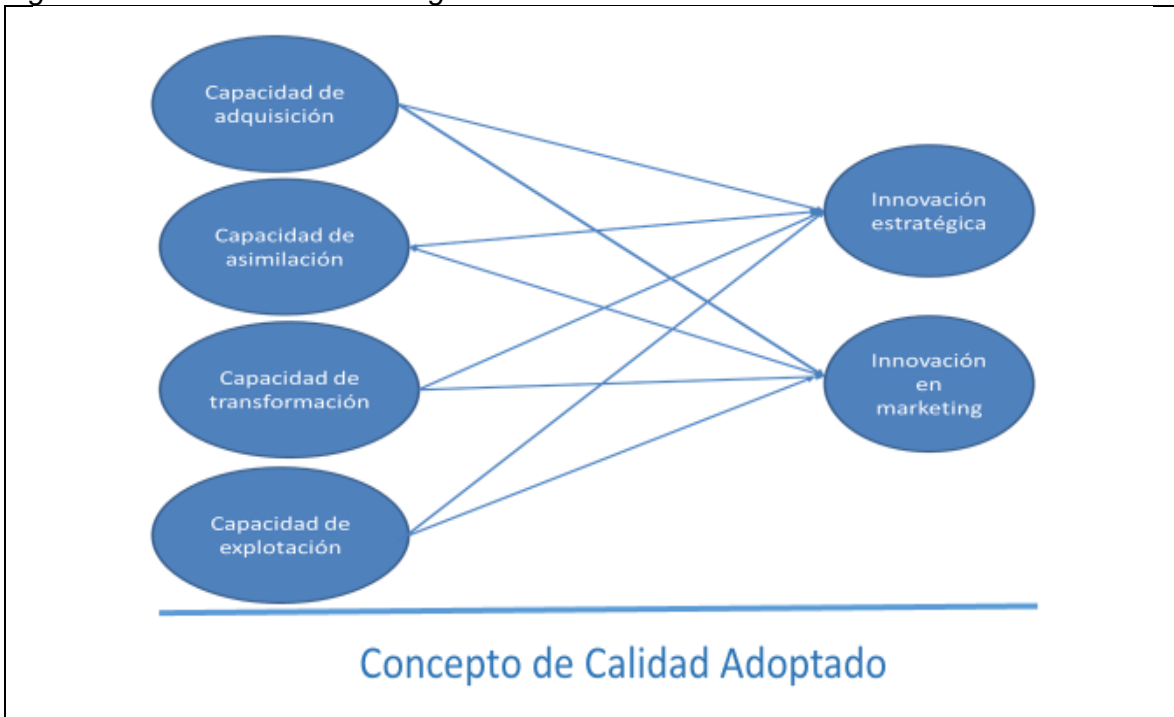 Capacidad de
adquisición
Capacidad de
asimilación
Capacidad de
transformación
Capacidad de
explotación
Innovación
estratégica
Innovación
en
marketing
Concepto de Calidad Adoptado